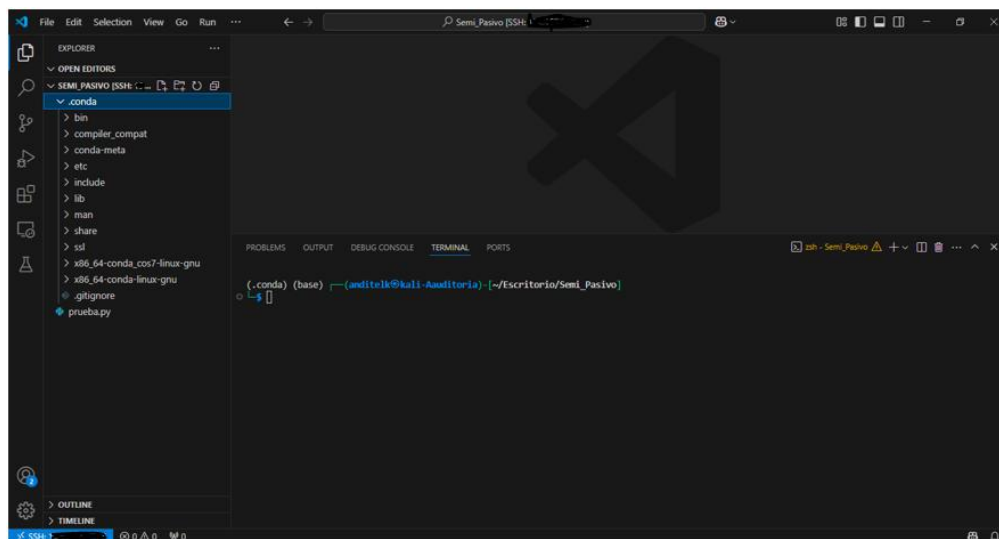 File Edit Selection View Go Run ···
Semi_Pasivo [SSH:
EXPLORER ···
OPEN EDITORS
SEMI_PASIVO [SSH:
.conda
bin
compiler_compat
conda-meta
etc
include
lib
man
share
ssl
x86_64-conda_cos7-linux-gnu
x86_64-conda-linux-gnu
.gitignore
prueba.py
PROBLEMS OUTPUT DEBUG CONSOLE TERMINAL PORTS
zsh - Semi_Pasivo
(.conda) (base) ┌──(anditelk㉿kali-Aauditoria)-[~/Escritorio/Semi_Pasivo]
└─$
2
OUTLINE
TIMELINE
SSH: 0 0 0